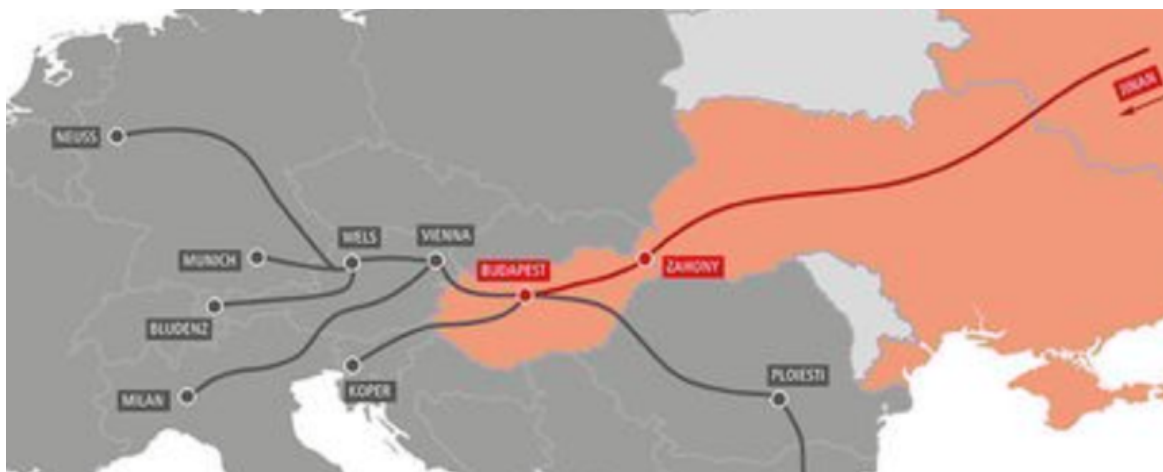 JINAN
NEUSS
WELS
VIENNA
MUNICH
BUDAPEST
ZAHONY
BLUDENZ
PLOIESTI
KOPER
MILAN